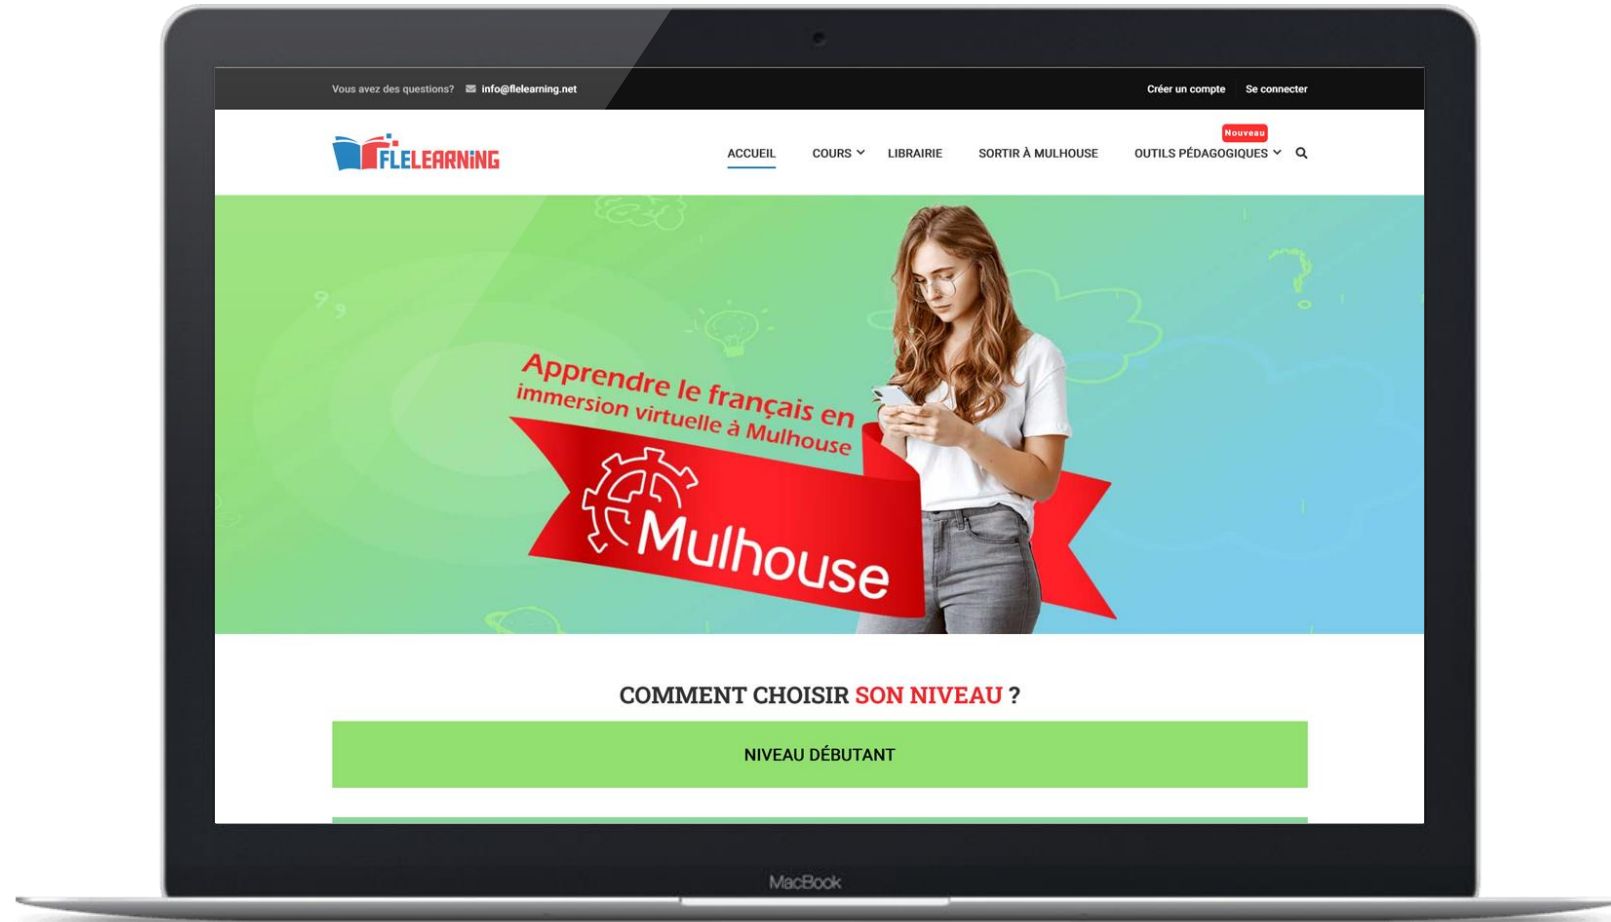 Vous avez des questions? info@flelearning.net
Créer un compte Se connecter
FLELEARNiNG
Nouveau
ACCUEIL COURS LIBRAIRIE SORTIR À MULHOUSE OUTILS PÉDAGOGIQUES
Apprendre le français en
immersion virtuelle à Mulhouse
Mulhouse
COMMENT CHOISIR SON NIVEAU ?
NIVEAU DÉBUTANT
MacBook